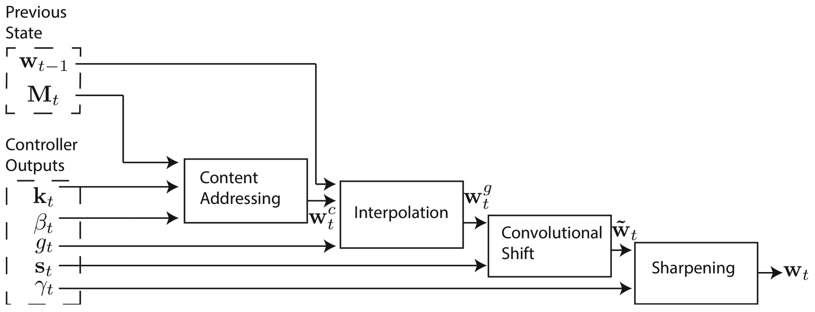 Previous
State
w_{t−1}
M_t
Controller
Outputs
k_t
β_t
g_t
s_t
γ_t
Content
Addressing
w_t^c
Interpolation
w_t^g
Convolutional
Shift
w̃_t
Sharpening
w_t